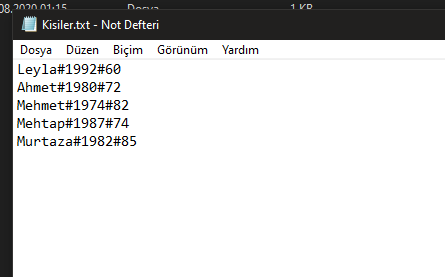 08.2020 01:15 Dosya 1 KB
Kisiler.txt - Not Defteri
Dosya Düzen Biçim Görünüm Yardım
Leyla#1992#60
Ahmet#1980#72
Mehmet#1974#82
Mehtap#1987#74
Murtaza#1982#85